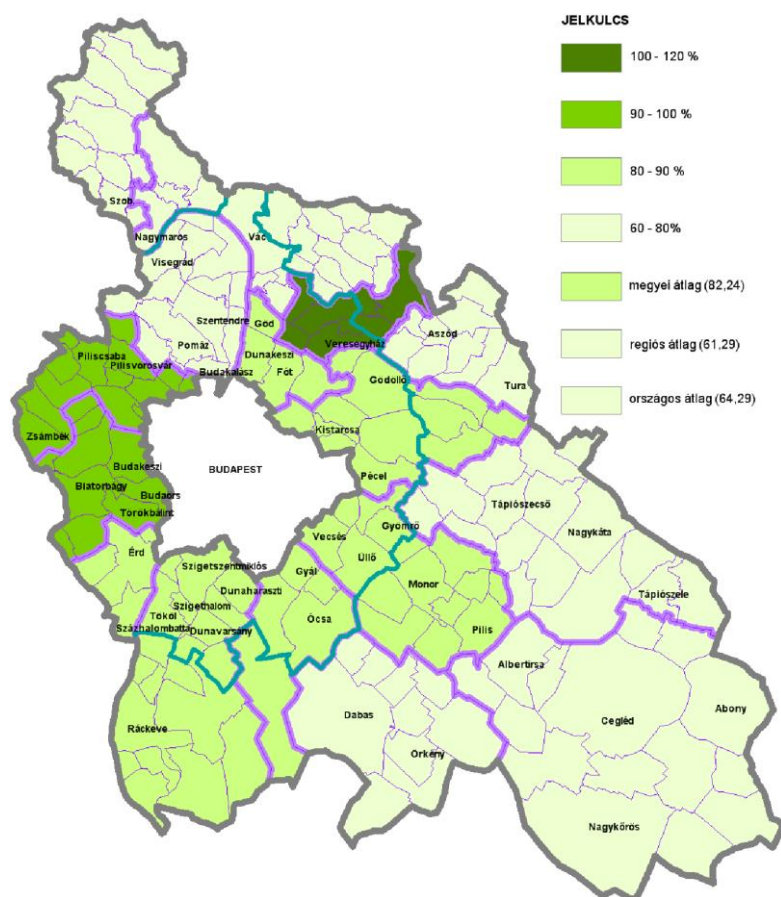 JELKULCS
100 - 120 %
90 - 100 %
80 - 90 %
60 - 80%
megyei átlag (82,24)
regiós átlag (61,29)
országos átlag (64,29)
Szob
Nagymaros
Visegrád
Vác
Szentendre
Göd
Veresegyház
Aszód
Piliscsaba
Pilisvörösvár
Pomáz
Budakalász
Dunakeszi
Fót
Gödöllő
Tura
Zsámbék
Kistarcsa
Budakeszi
BUDAPEST
Biatorbágy
Budaörs
Törökbálint
Pécel
Tápiószecső
Nagykáta
Érd
Vecsés
Gyömrő
Szigetszentmiklós
Gyál
Üllő
Tápiószele
Dunaharaszti
Szigethalom
Monor
Tököl
Ócsa
Százhalombatta
Dunavarsány
Pilis
Albertirsa
Ráckeve
Dabas
Cegléd
Abony
Örkény
Nagykőrös